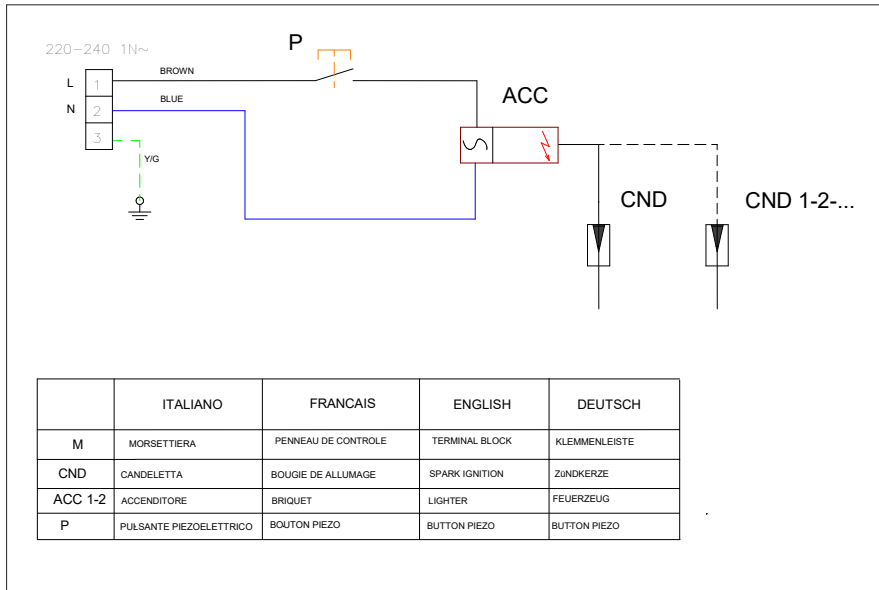 220-240 1N~
P
L 1 BROWN
ACC
N 2 BLUE
3
Y/G
CND CND 1-2-...
ITALIANO FRANCAIS ENGLISH DEUTSCH
M MORSETTIERA PENNEAU DE CONTROLE TERMINAL BLOCK KLEMMENLEISTE
CND CANDELETTA BOUGIE DE ALLUMAGE SPARK IGNITION ZüNDKERZE
ACC 1-2 ACCENDITORE BRIQUET LIGHTER FEUERZEUG
P PULSANTE PIEZOELETTRICO BOUTON PIEZO BUTTON PIEZO BUTTON PIEZO